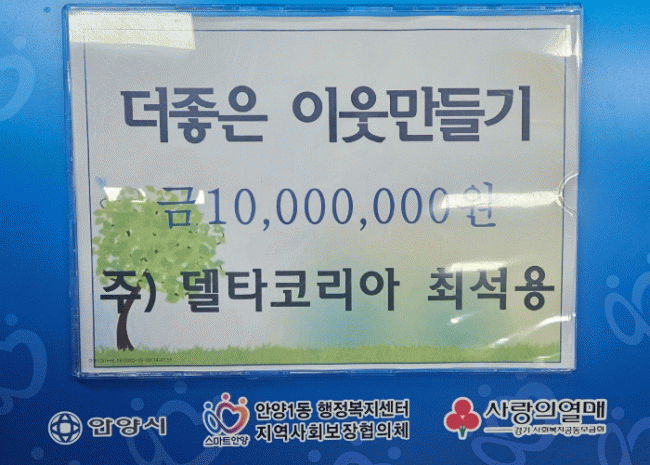 더좋은 이웃만들기
금10,000,000원
주) 델타코리아 최석용
안양시
스마트안양
안양1동 행정복지센터
지역사회보장협의체
사랑의열매
경기 사회복지공동모금회